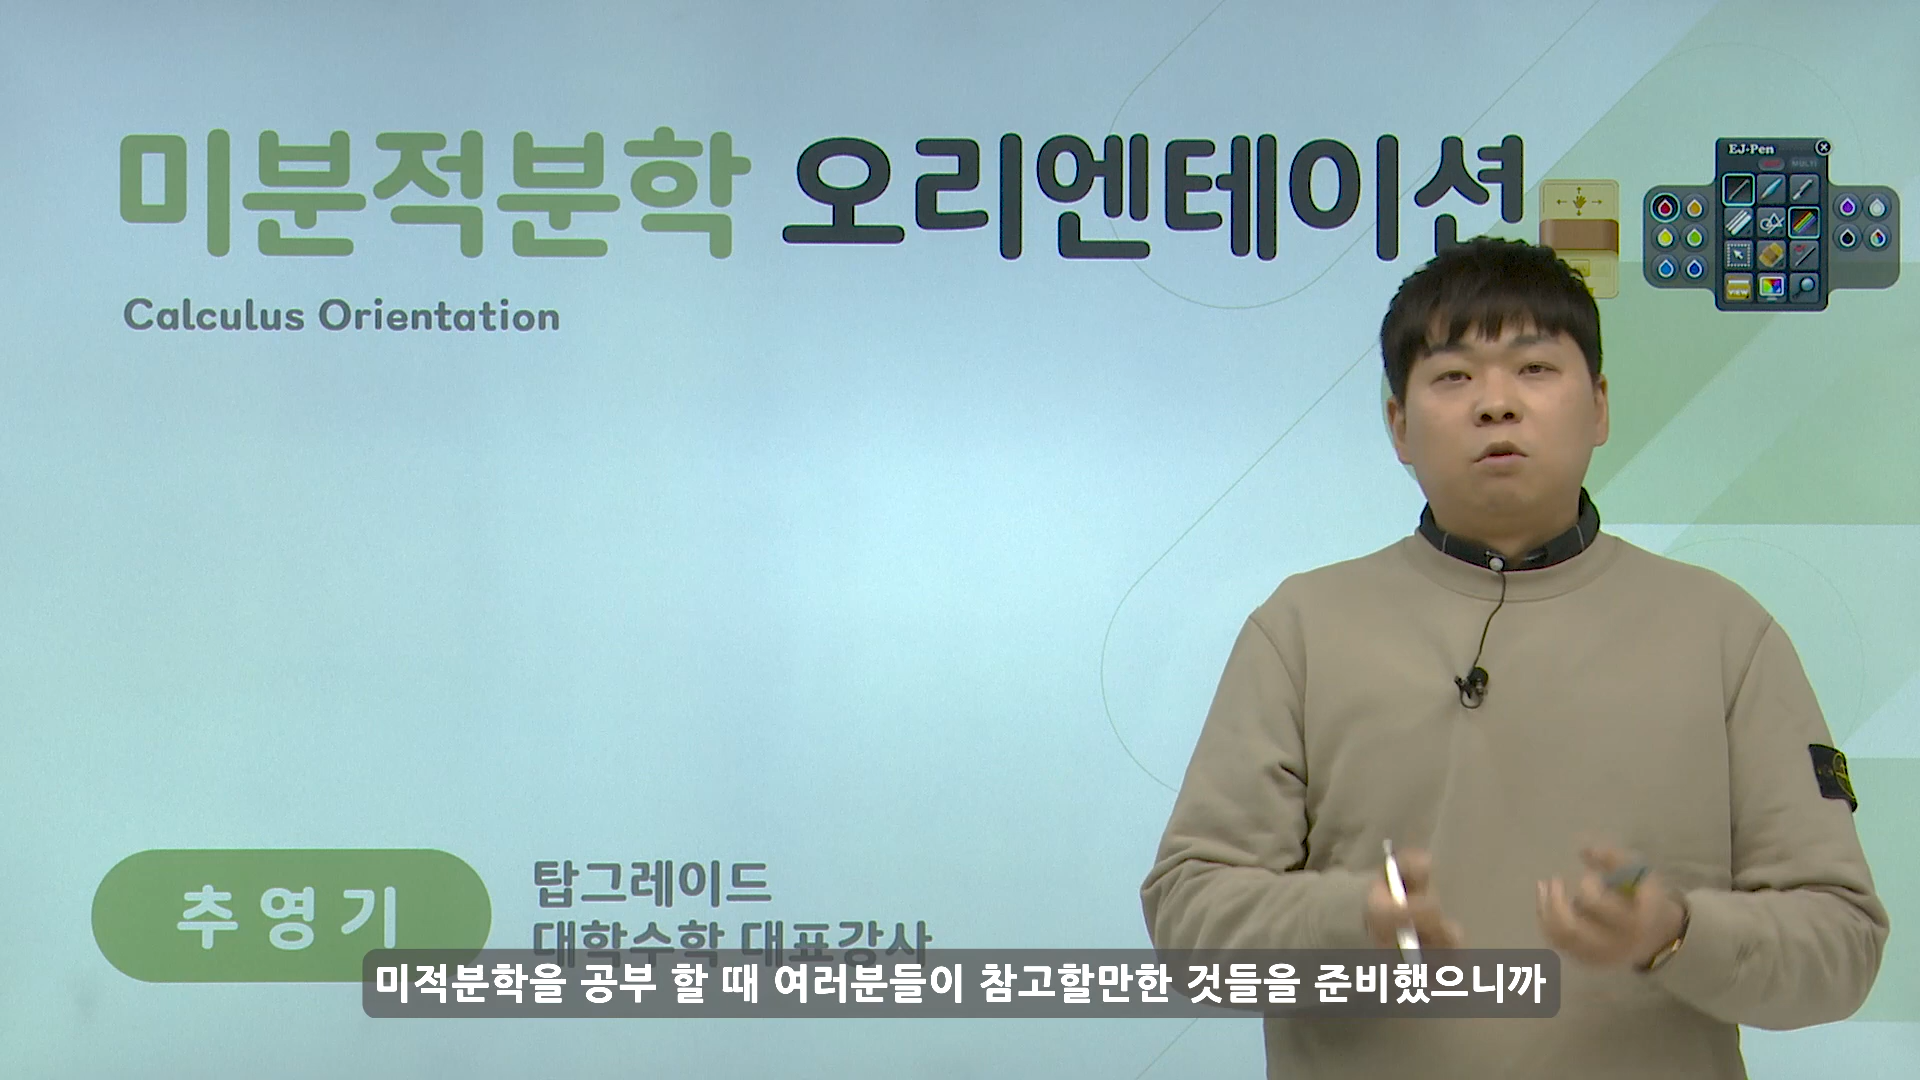 미분적분학 오리엔테이션
Calculus Orientation
EJ-Pen
MULTI
VIEW
추영기
탑그레이드
대학수학 대표강사
미적분학을 공부 할 때 여러분들이 참고할만한 것들을 준비했으니까